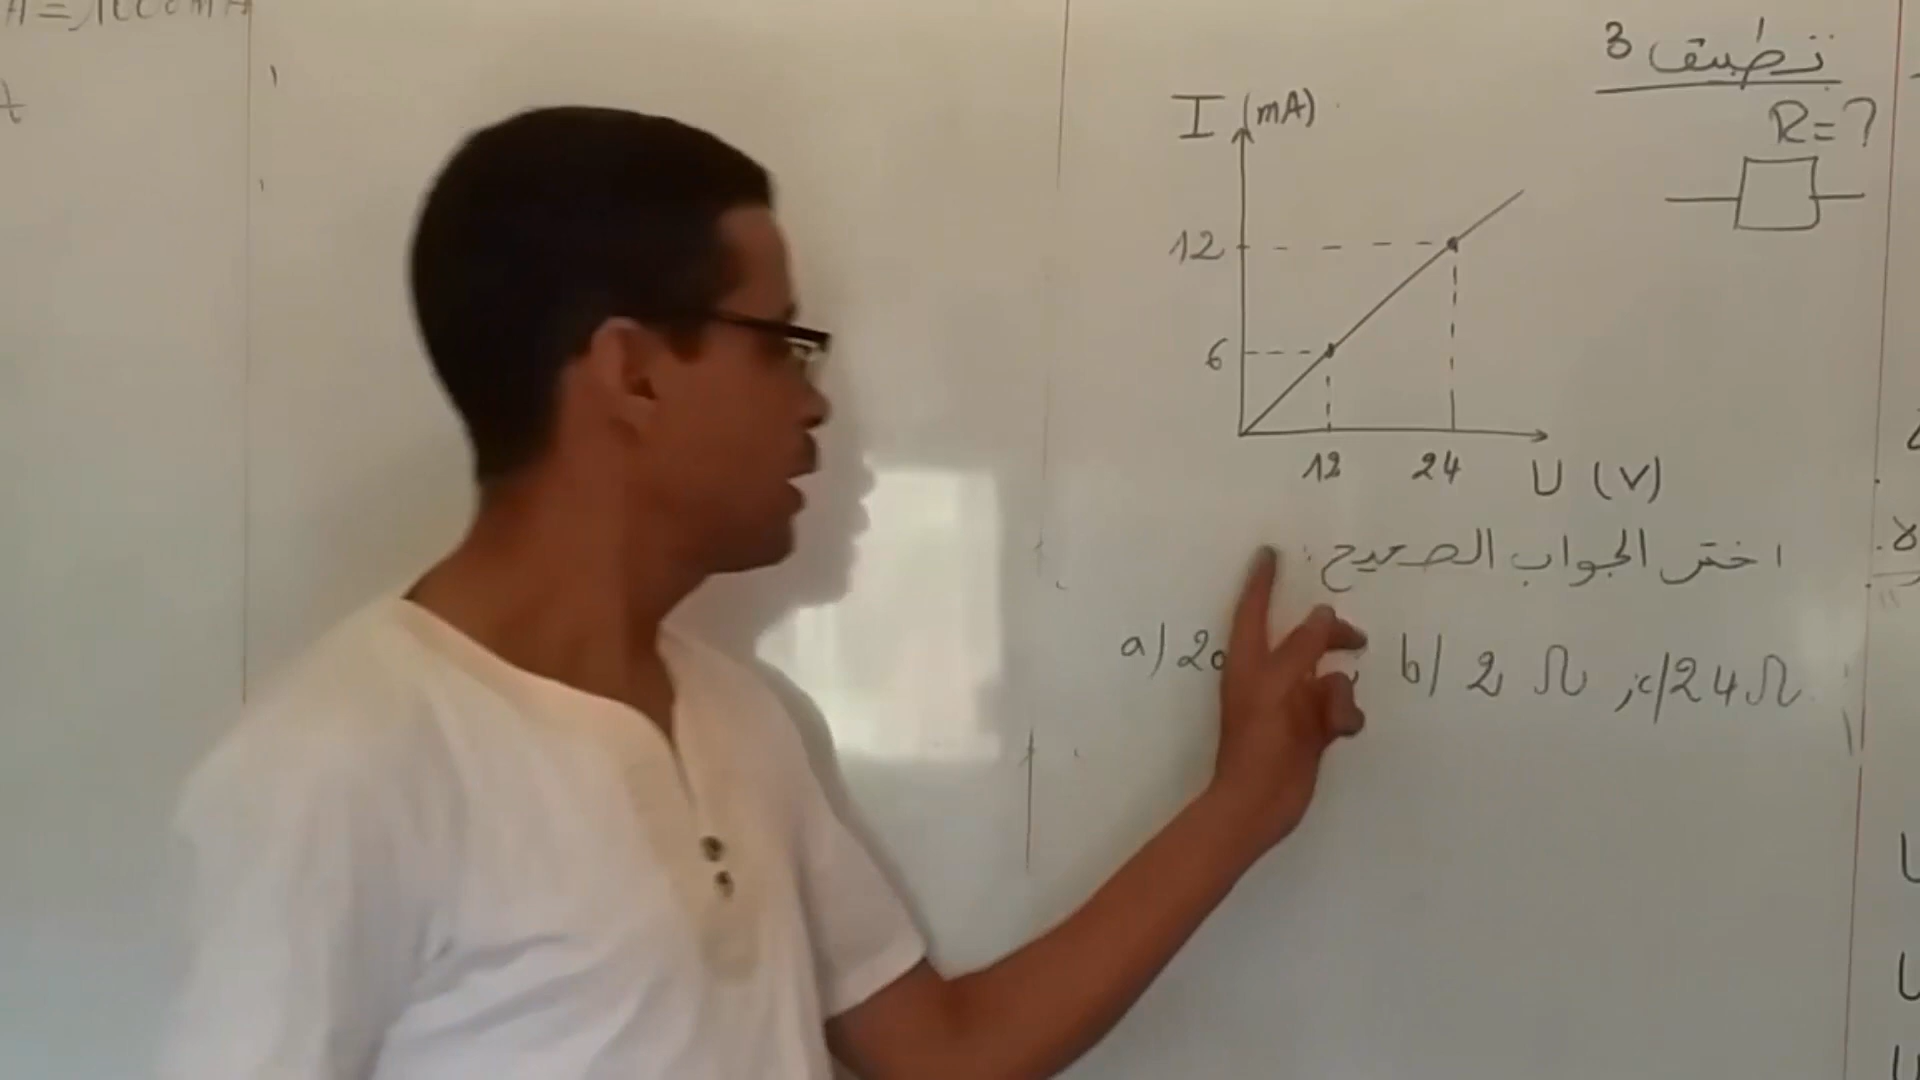 تطبيق 3
R=?
I (mA)
12
6
12 24 U (V)
اختر الجواب الصحيح:
a) 20 b) 2 Ω ; c) 24 Ω